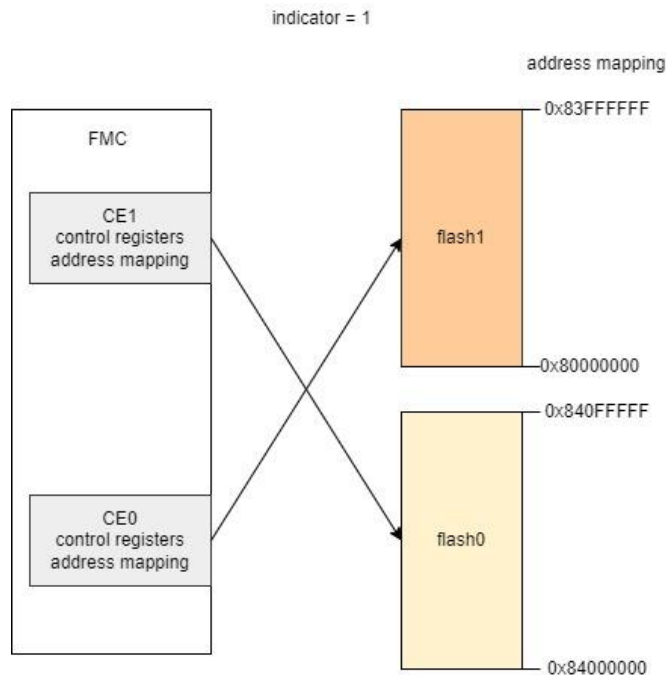 indicator = 1
address mapping
0x83FFFFFF
FMC
CE1
control registers
address mapping
flash1
0x80000000
0x840FFFFF
CE0
control registers
address mapping
flash0
0x84000000